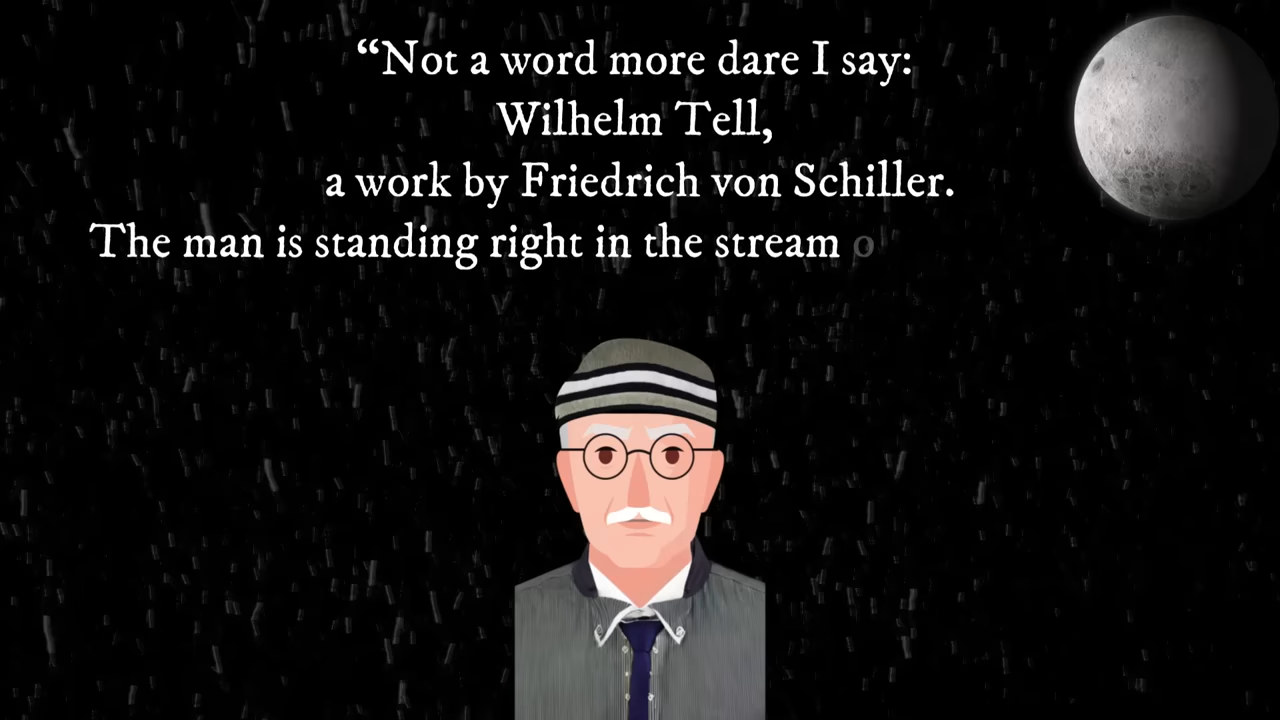 “Not a word more dare I say:
Wilhelm Tell,
a work by Friedrich von Schiller.
The man is standing right in the stream o